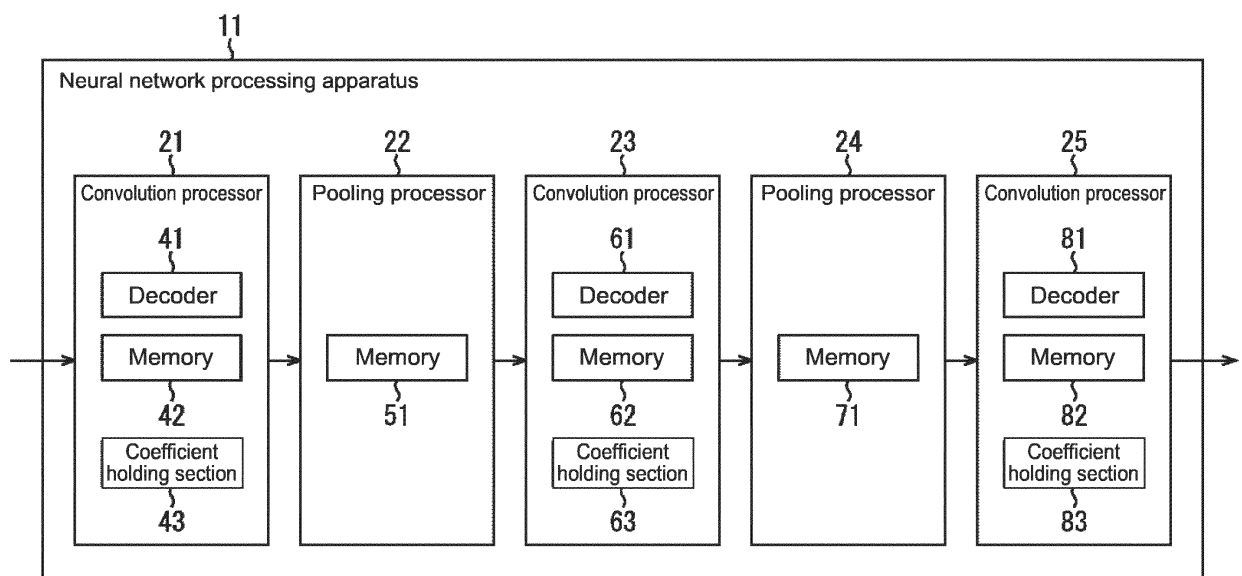 11
Neural network processing apparatus
21 22 23 24 25
Convolution processor Pooling processor Convolution processor Pooling processor Convolution processor
41 61 81
Decoder Decoder Decoder
Memory Memory Memory Memory Memory
42 51 62 71 82
Coefficient Coefficient Coefficient
holding section holding section holding section
43 63 83